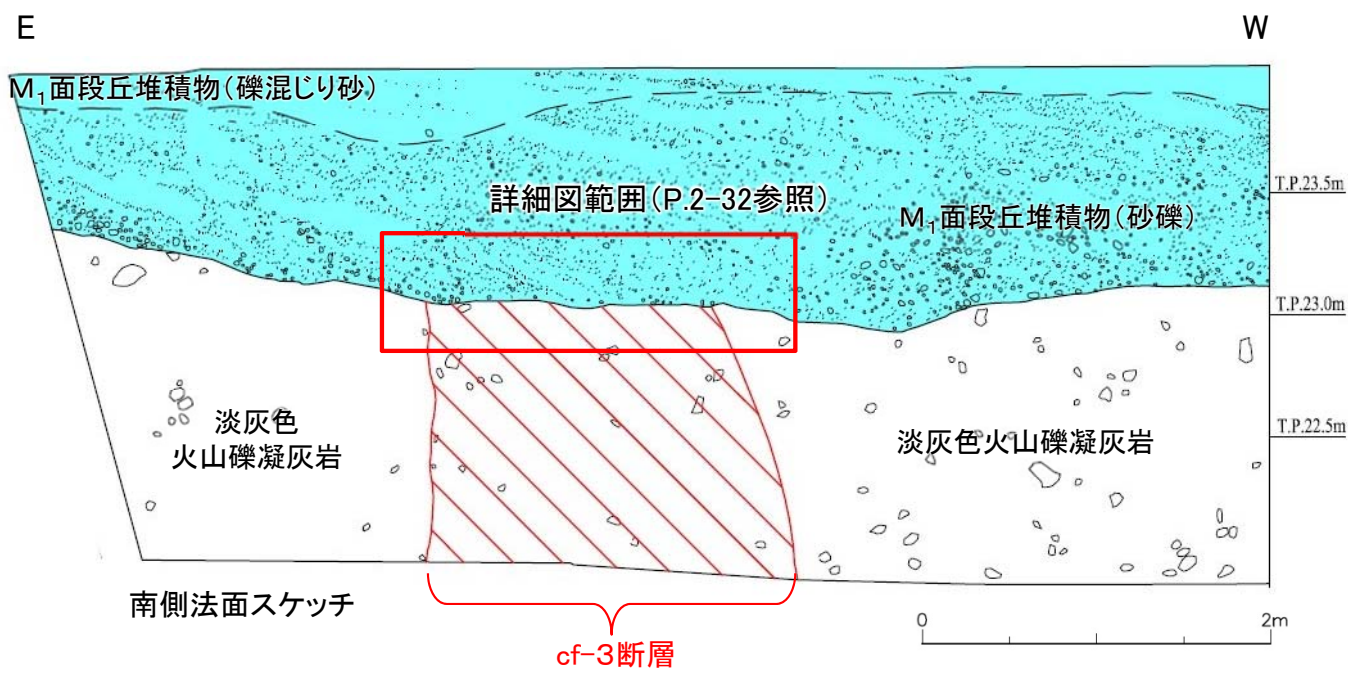 E
W
M₁面段丘堆積物(礫混じり砂)
詳細図範囲(P.2-32参照)
T.P.23.5m
M₁面段丘堆積物(砂礫)
T.P.23.0m
淡灰色
火山礫凝灰岩
淡灰色火山礫凝灰岩
T.P.22.5m
南側法面スケッチ
0
2m
cf-3断層